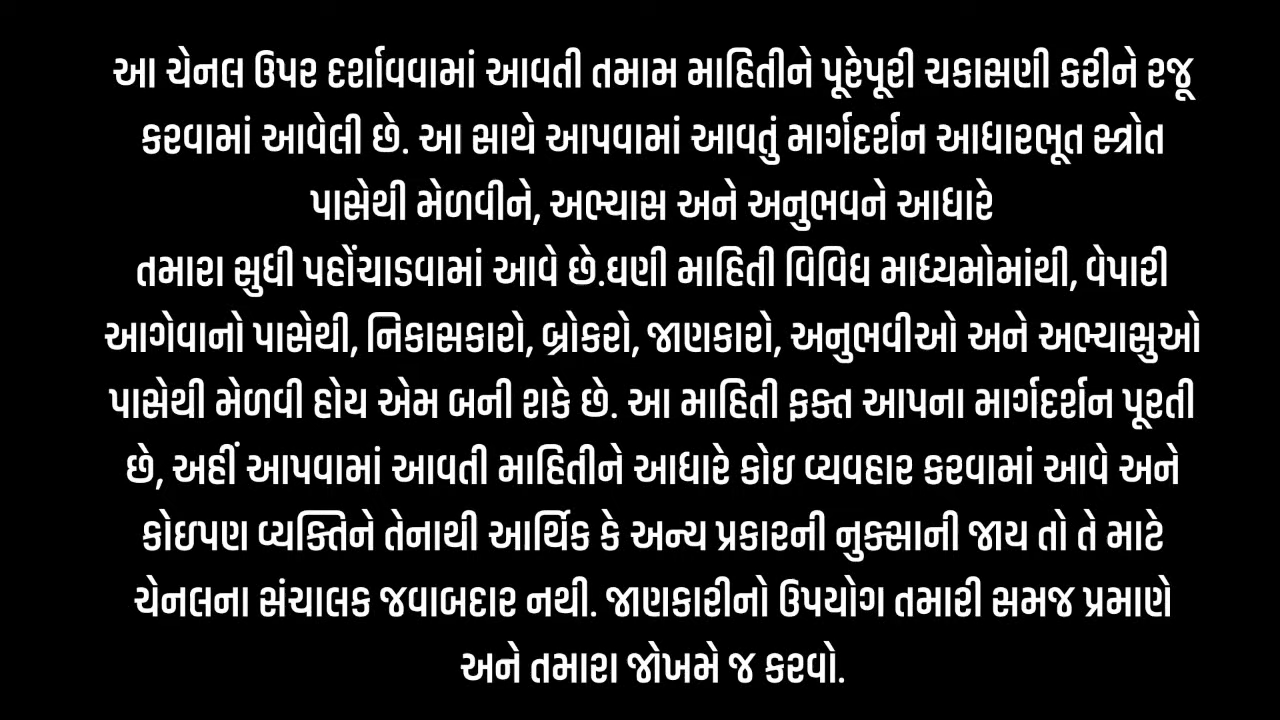 આ ચેનલ ઉપર દર્શાવવામાં આવતી તમામ માહિતીને પૂરેપૂરી ચકાસણી કરીને રજૂ
કરવામાં આવેલી છે. આ સાથે આપવામાં આવતું માર્ગદર્શન આધારભૂત સ્ત્રોત
પાસેથી મેળવીને, અભ્યાસ અને અનુભવને આધારે
તમારા સુધી પહોંચાડવામાં આવે છે.ઘણી માહિતી વિવિધ માધ્યમોમાંથી, વેપારી
આગેવાનો પાસેથી, નિકાસકારો, બ્રોકરો, જાણકારો, અનુભવીઓ અને અભ્યાસુઓ
પાસેથી મેળવી હોય એમ બની શકે છે. આ માહિતી ફક્ત આપના માર્ગદર્શન પૂરતી
છે, અહીં આપવામાં આવતી માહિતીને આધારે કોઇ વ્યવહાર કરવામાં આવે અને
કોઇપણ વ્યક્તિને તેનાથી આર્થિક કે અન્ય પ્રકારની નુક્સાની જાય તો તે માટે
ચેનલના સંચાલક જવાબદાર નથી. જાણકારીનો ઉપયોગ તમારી સમજ પ્રમાણે
અને તમારા જોખમે જ કરવો.